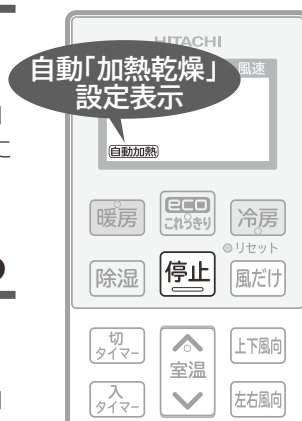 HITACHI
自動「加熱乾燥」
設定表示
風速
自動加熱
暖房
eco
これっきり
冷房
リセット
除湿
停止
風だけ
切
タイマー
室温
上下風向
入
タイマー
左右風向
に